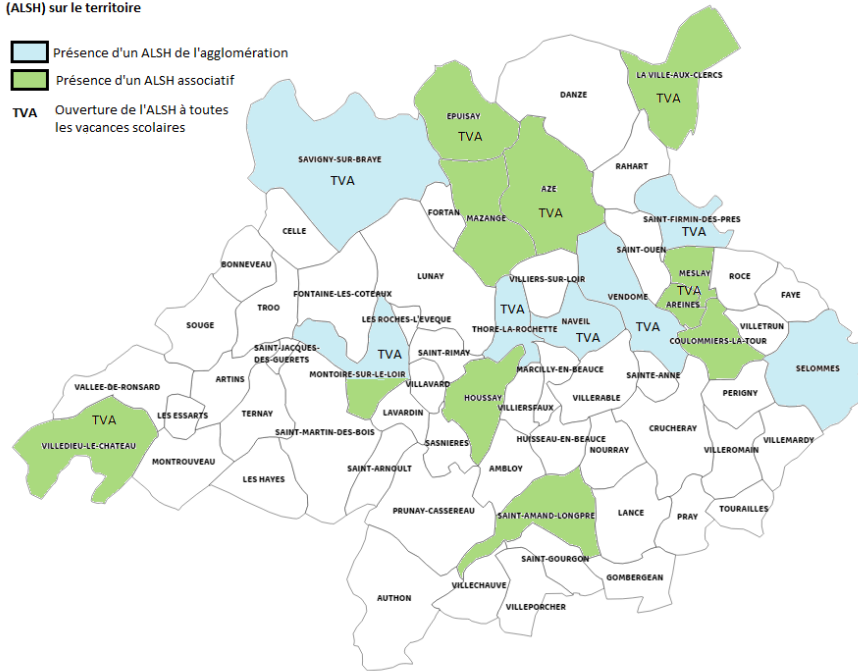 (ALSH) sur le territoire
Présence d'un ALSH de l'agglomération
Présence d'un ALSH associatif
TVA Ouverture de l'ALSH à toutes
les vacances scolaires
LA VILLE-AUX-CLERCS
TVA
DANZE
EPUISAY
TVA
SAVIGNY-SUR-BRAYE
TVA
RAHART
AZE
TVA
MAZANGE
FORTAN
SAINT-FIRMIN-DES-PRES
TVA
CELLE
SAINT-OUEN
BONNEVEAU
LUNAY
VILLIERS-SUR-LOIR
MESLAY
TVA
AREINES
ROCE
FAYE
FONTAINE-LES-COTEAUX
VENDOME
TVA
TROO
SOUGE
LES ROCHES-L'EVEQUE
TVA
THORE-LA-ROCHETTE
NAVEIL
TVA
VILLETRUN
COULOMMIERS-LA-TOUR
SAINT-JACQUES-
DES-GUERETS
TVA
SAINT-RIMAY
MARCILLY-EN-BEAUCE
SELOMMES
MONTOIRE-SUR-LE-LOIR
SAINTE-ANNE
ARTINS
VALLEE-DE-RONSARD
VILLAVARD
HOUSSAY
VILLIERSFAUX
VILLERABLE
PERIGNY
LES ESSARTS
TERNAY
LAVARDIN
TVA
VILLEDIEU-LE-CHATEAU
SAINT-MARTIN-DES-BOIS
SASNIERES
HUISSEAU-EN-BEAUCE
CRUCHERAY
VILLEMARDY
NOURRAY
VILLEROMAIN
MONTROUVEAU
SAINT-ARNOULT
AMBLOY
LES HAYES
PRUNAY-CASSEREAU
SAINT-AMAND-LONGPRE
LANCE
PRAY
TOURAILLES
SAINT-GOURGON
GOMBERGEAN
VILLECHAUVE
AUTHON
VILLEPORCHER